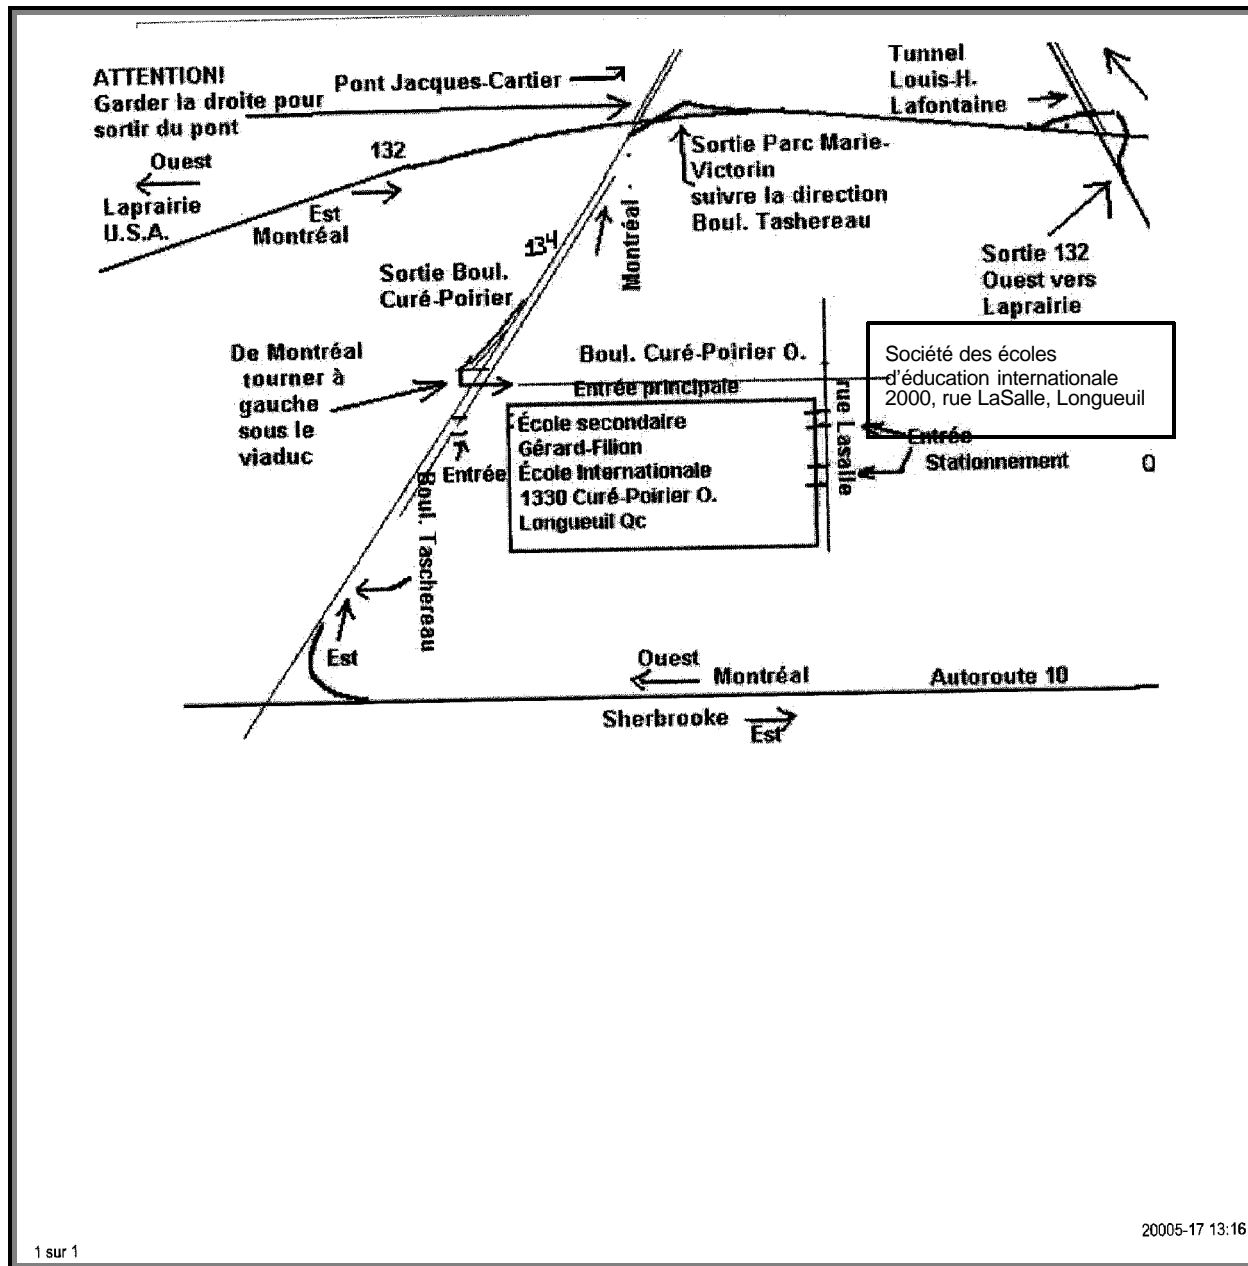 ATTENTION!
Garder la droite pour
sortir du pont
Pont Jacques-Cartier
Tunnel
Louis-H.
Lafontaine
Ouest
Laprairie
U.S.A.
132
Est
Montréal
Sortie Parc Marie-
Victorin
suivre la direction
Boul. Tashereau
Montréal
134
Sortie 132
Ouest vers
Laprairie
Sortie Boul.
Curé-Poirier
De Montréal
tourner à
gauche
sous le
viaduc
Boul. Curé-Poirier O.
Entrée principale
Société des écoles
d'éducation internationale
2000, rue LaSalle, Longueuil
rue Lasalle
École secondaire
Gérard-Filion
École Internationale
1330 Curé-Poirier O.
Longueuil Qc
Entrée
Entrée
Stationnement
Boul. Taschereau
Est
Ouest
Montréal
Autoroute 10
Sherbrooke
Est
1 sur 1
20005-17 13:16